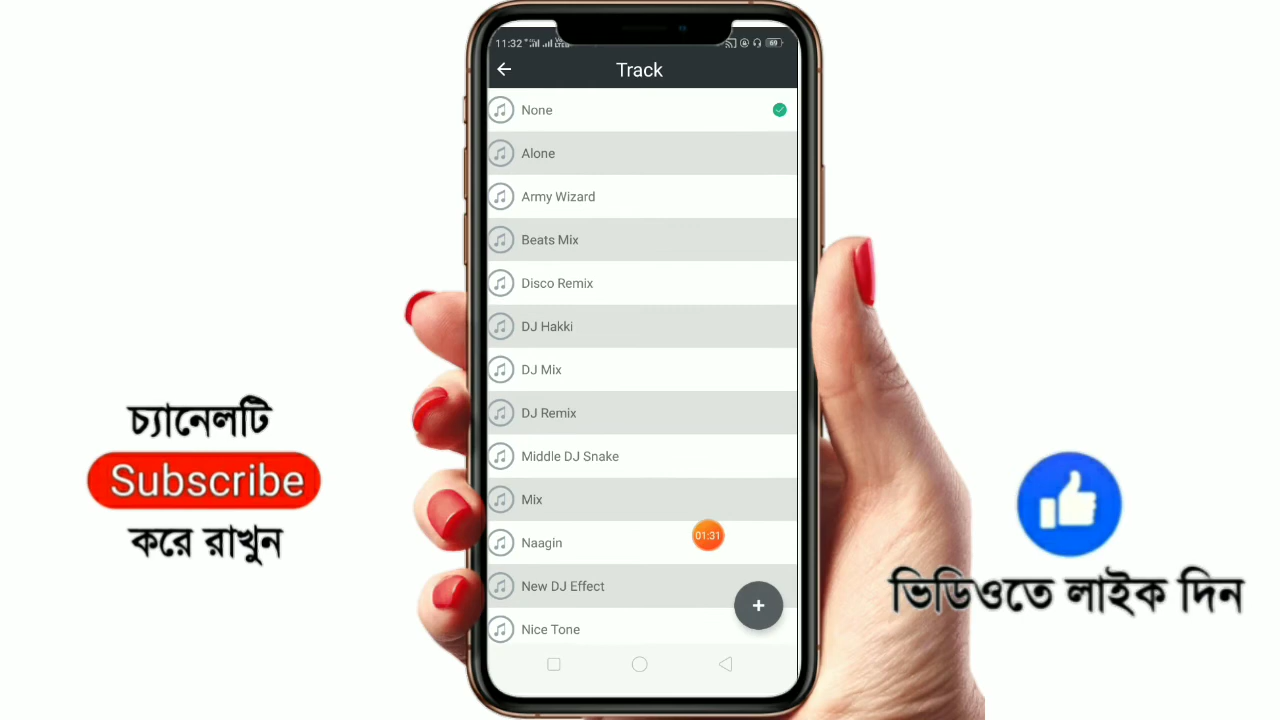 11:32
69
Track
None
Alone
Army Wizard
Beats Mix
Disco Remix
DJ Hakki
DJ Mix
DJ Remix
Middle DJ Snake
Mix
Naagin
01:31
New DJ Effect
+
Nice Tone
চ্যানেলটি
Subscribe
করে রাখুন
ভিডিওতে লাইক দিন